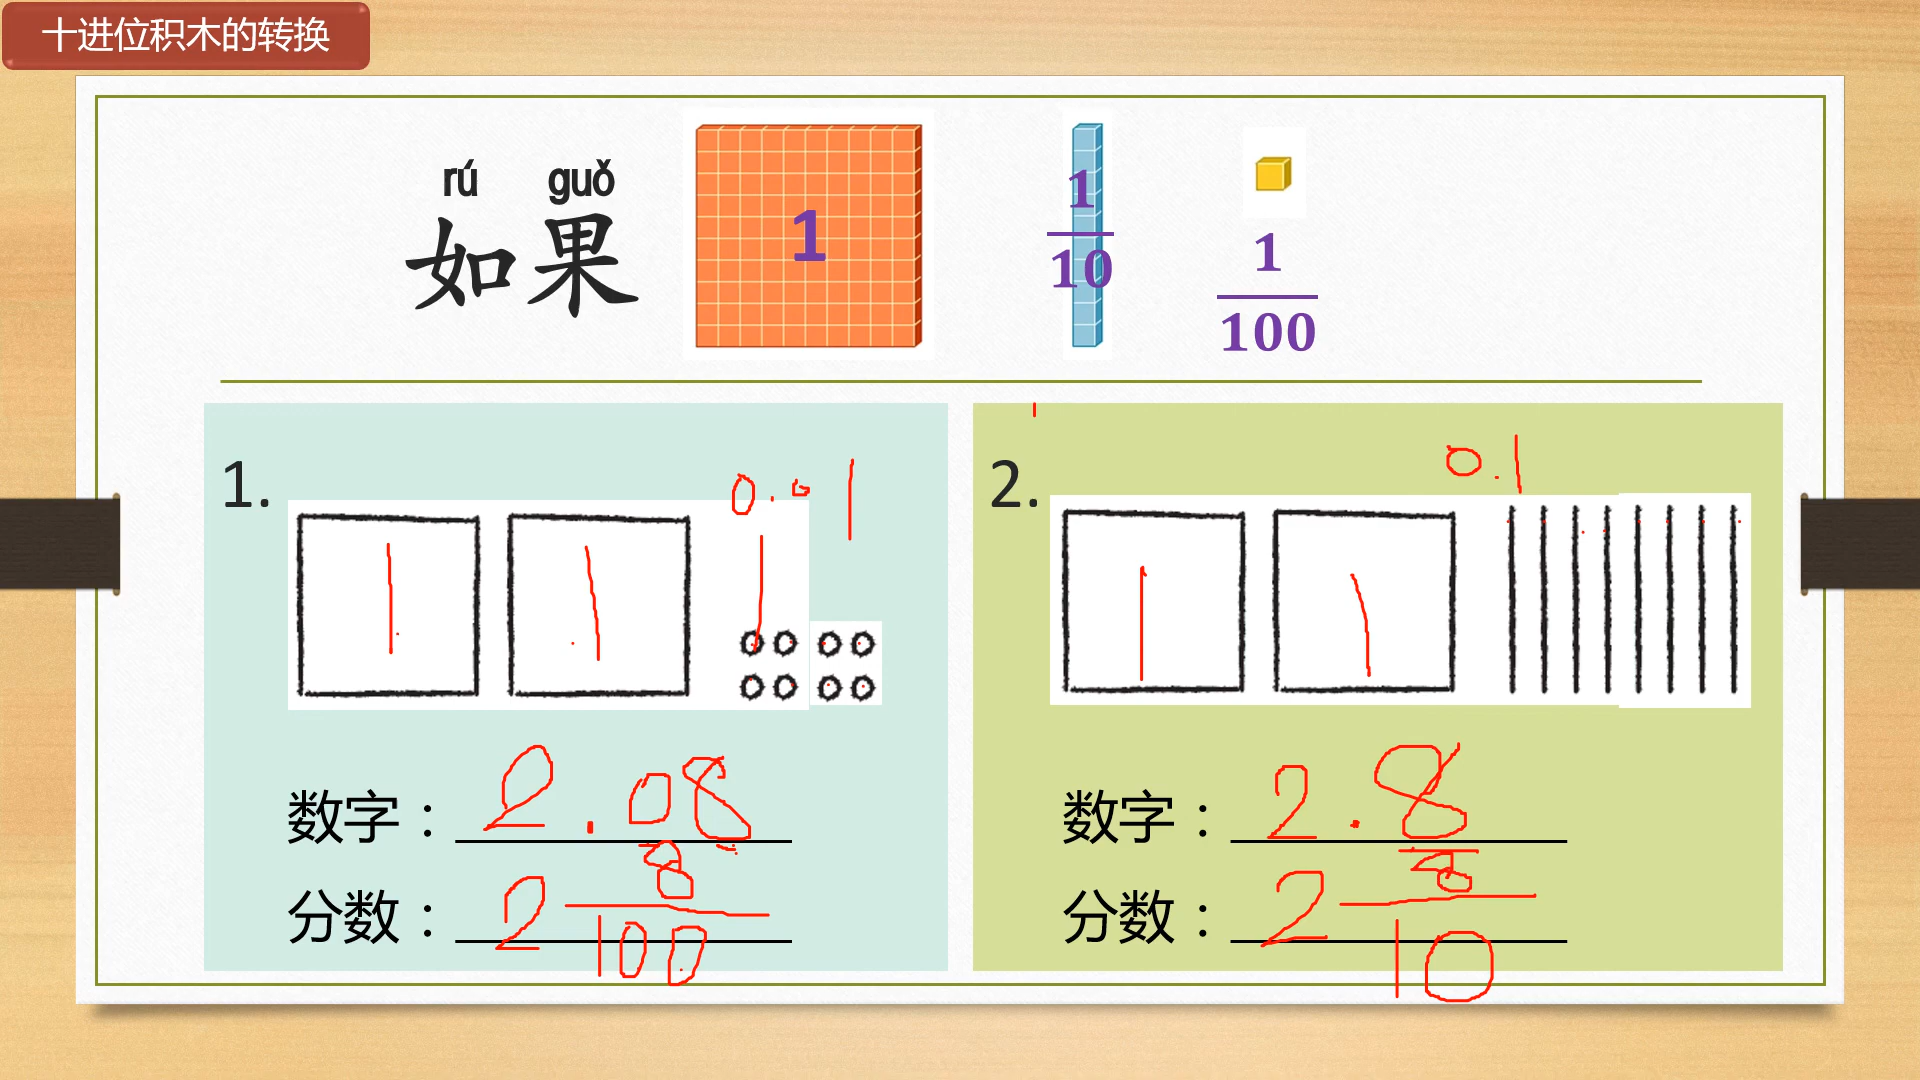 十进位积木的转换
rú guǒ
如果
1
1
10
1
100
1.
0.01
1 1
数字：2.08
分数：2 8
100
2.
0.1
1 1
数字：2.8
分数：2 8
10